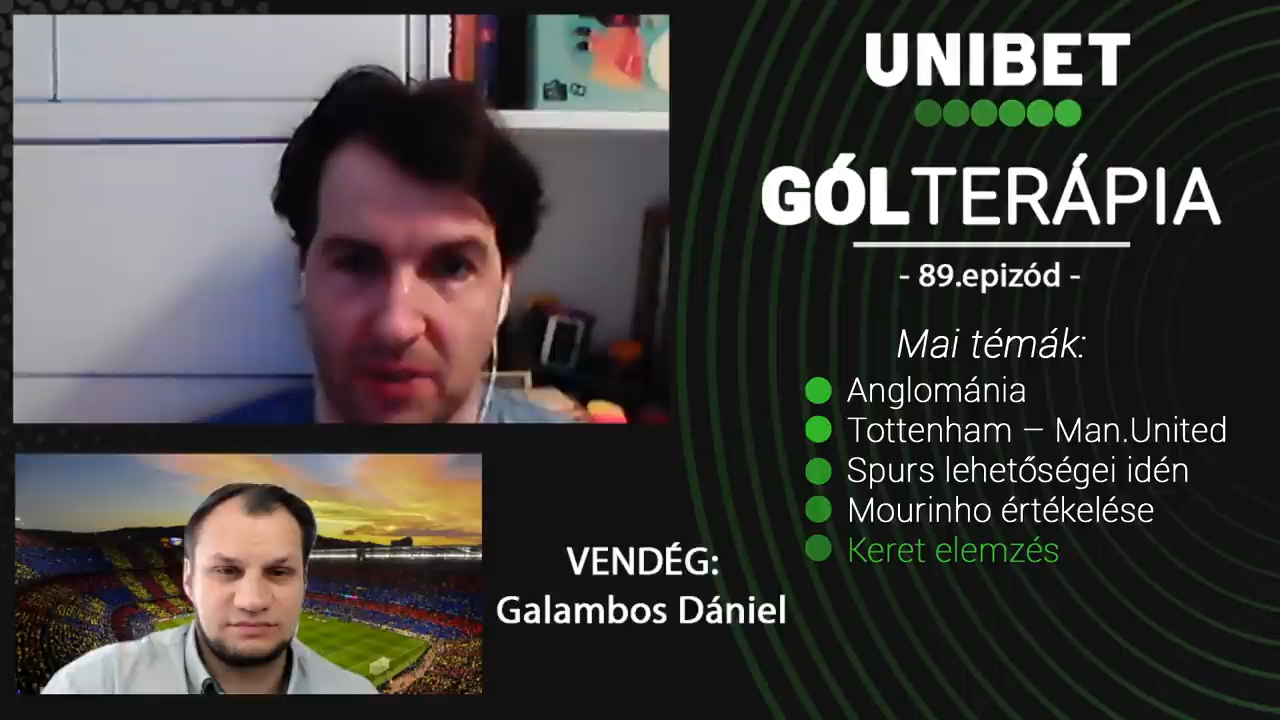 UNIBET
GÓLTERÁPIA
- 89.epizód -
Mai témák:
Anglománia
Tottenham – Man.United
Spurs lehetőségei idén
Mourinho értékelése
Keret elemzés
VENDÉG:
Galambos Dániel